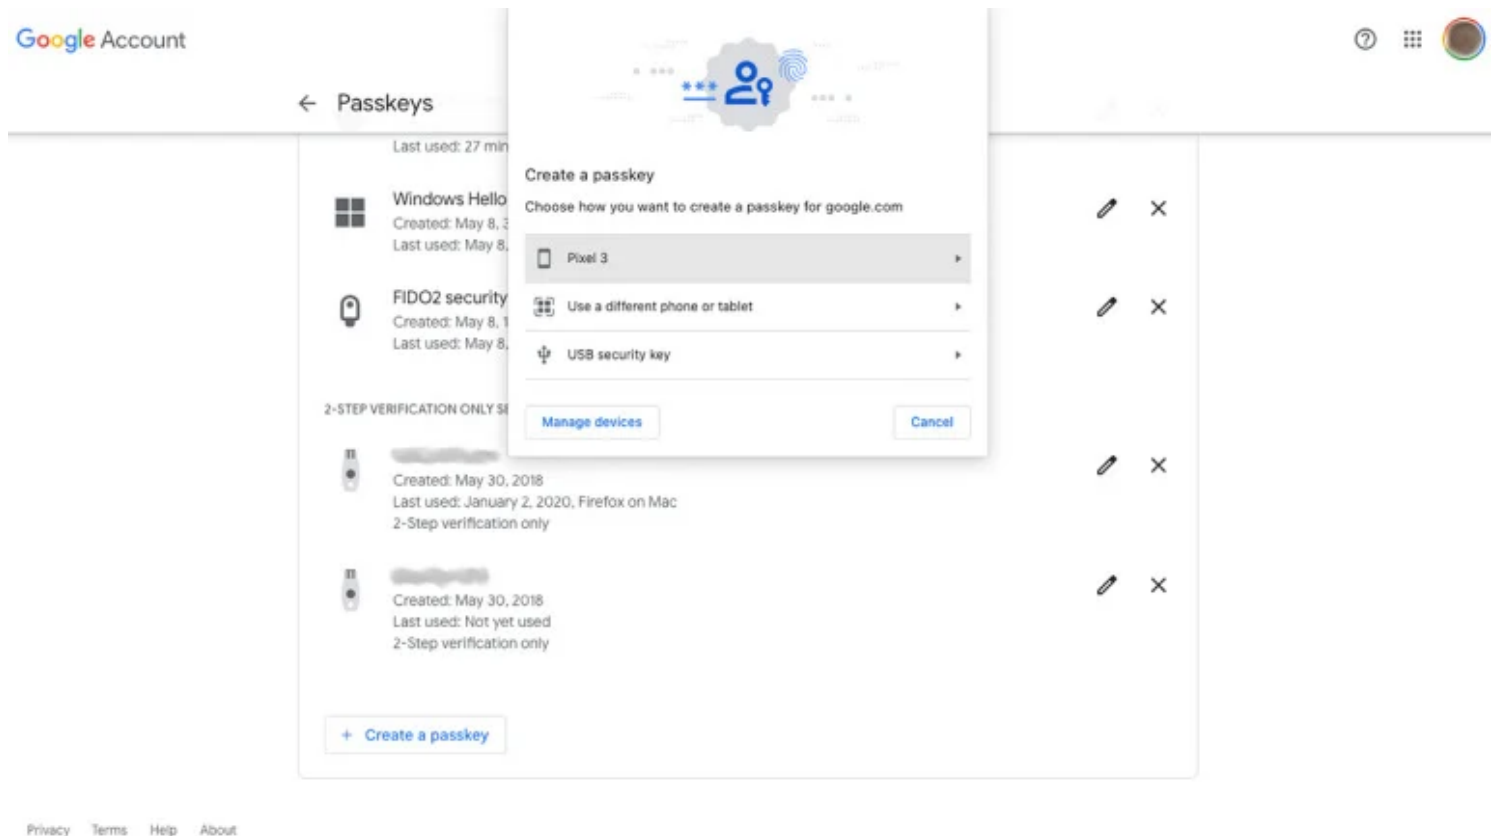 Google Account
Passkeys
Last used: 27 min
Windows Hello
Created: May 8,
Last used: May 8,
FIDO2 security
Created: May 8, 1
Last used: May 8,
2-STEP VERIFICATION ONLY
Created: May 30, 2018
Last used: January 2, 2020, Firefox on Mac
2-Step verification only
Created: May 30, 2018
Last used: Not yet used
2-Step verification only
+ Create a passkey
***
Create a passkey
Choose how you want to create a passkey for google.com
Pixel 3
Use a different phone or tablet
USB security key
Manage devices
Cancel
Privacy Terms Help About